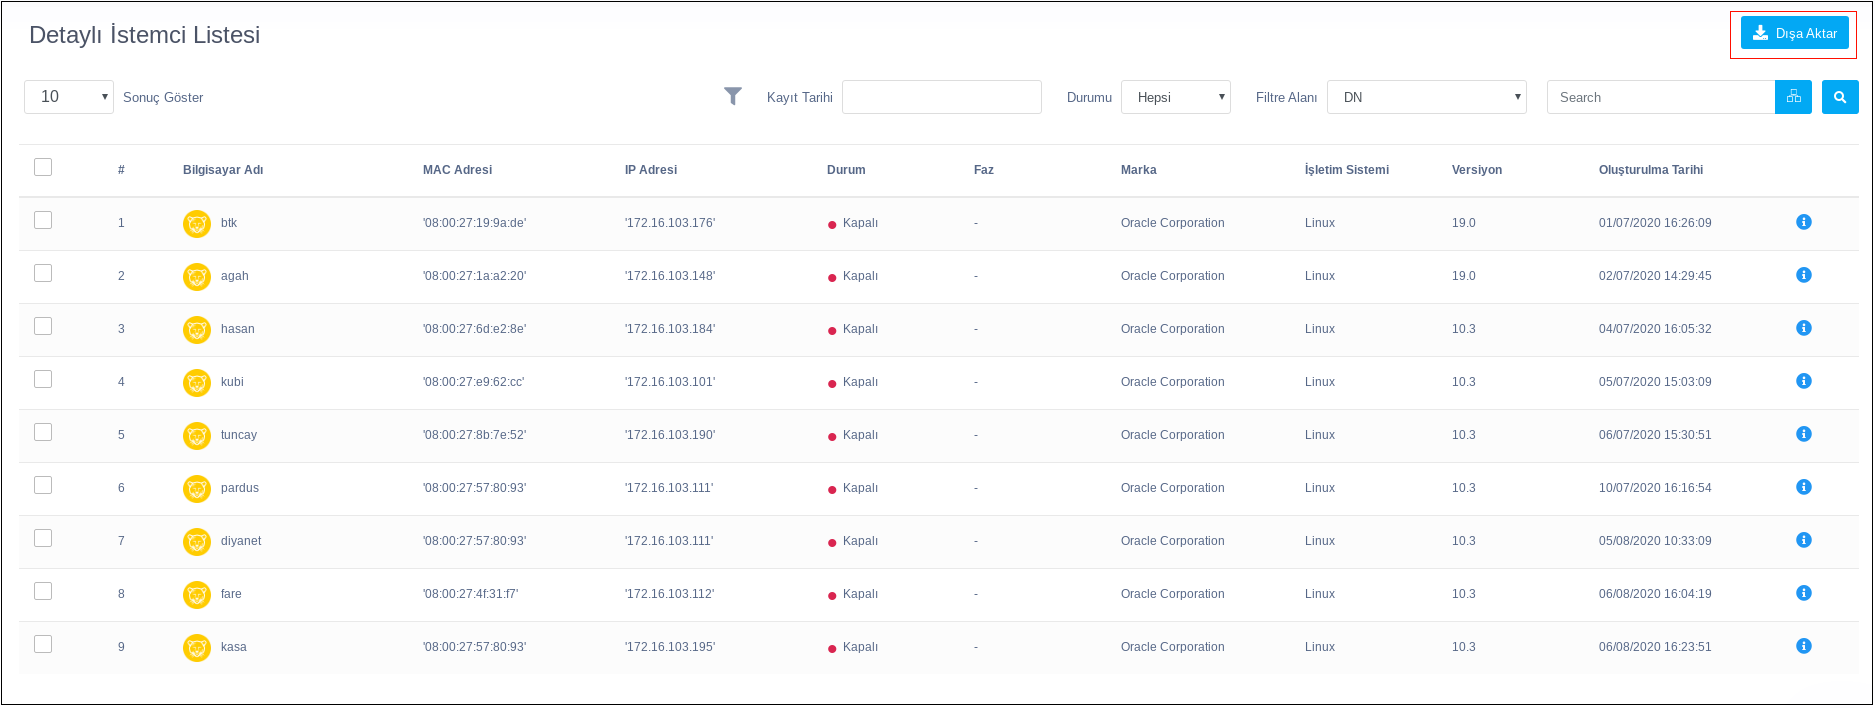 Detaylı İstemci Listesi
Dışa Aktar
10 Sonuç Göster Kayıt Tarihi Durumu Hepsi Filtre Alanı DN Search
# Bilgisayar Adı MAC Adresi IP Adresi Durum Faz Marka İşletim Sistemi Versiyon Oluşturulma Tarihi
1 btk '08:00:27:19:9a:de' '172.16.103.176' Kapalı - Oracle Corporation Linux 19.0 01/07/2020 16:26:09
2 agah '08:00:27:1a:a2:20' '172.16.103.148' Kapalı - Oracle Corporation Linux 19.0 02/07/2020 14:29:45
3 hasan '08:00:27:6d:e2:8e' '172.16.103.184' Kapalı - Oracle Corporation Linux 10.3 04/07/2020 16:05:32
4 kubi '08:00:27:e9:62:cc' '172.16.103.101' Kapalı - Oracle Corporation Linux 10.3 05/07/2020 15:03:09
5 tuncay '08:00:27:8b:7e:52' '172.16.103.190' Kapalı - Oracle Corporation Linux 10.3 06/07/2020 15:30:51
6 pardus '08:00:27:57:80:93' '172.16.103.111' Kapalı - Oracle Corporation Linux 10.3 10/07/2020 16:16:54
7 diyanet '08:00:27:57:80:93' '172.16.103.111' Kapalı - Oracle Corporation Linux 10.3 05/08/2020 10:33:09
8 fare '08:00:27:4f:31:f7' '172.16.103.112' Kapalı - Oracle Corporation Linux 10.3 06/08/2020 16:04:19
9 kasa '08:00:27:57:80:93' '172.16.103.195' Kapalı - Oracle Corporation Linux 10.3 06/08/2020 16:23:51